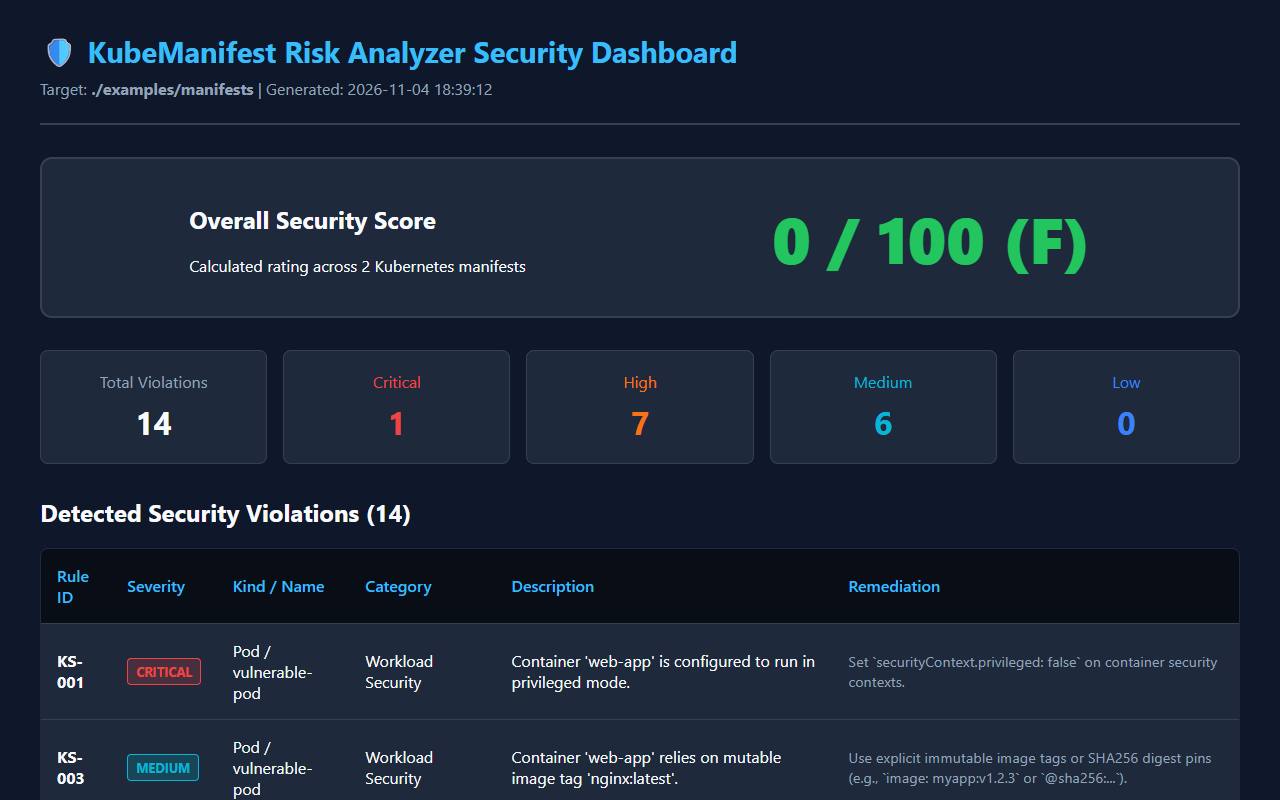 KubeManifest Risk Analyzer Security Dashboard
Target: ./examples/manifests | Generated: 2026-11-04 18:39:12
Overall Security Score
Calculated rating across 2 Kubernetes manifests
0 / 100 (F)
Total Violations
14
Critical
1
High
7
Medium
6
Low
0
Detected Security Violations (14)
Rule
ID
Severity
Kind / Name
Category
Description
Remediation
KS-
001
CRITICAL
Pod /
vulnerable-
pod
Workload
Security
Container 'web-app' is configured to run in
privileged mode.
Set `securityContext.privileged: false` on container security
contexts.
KS-
003
MEDIUM
Pod /
vulnerable-
pod
Workload
Security
Container 'web-app' relies on mutable
image tag 'nginx:latest'.
Use explicit immutable image tags or SHA256 digest pins
(e.g., `image: myapp:v1.2.3` or `@sha256:...`).